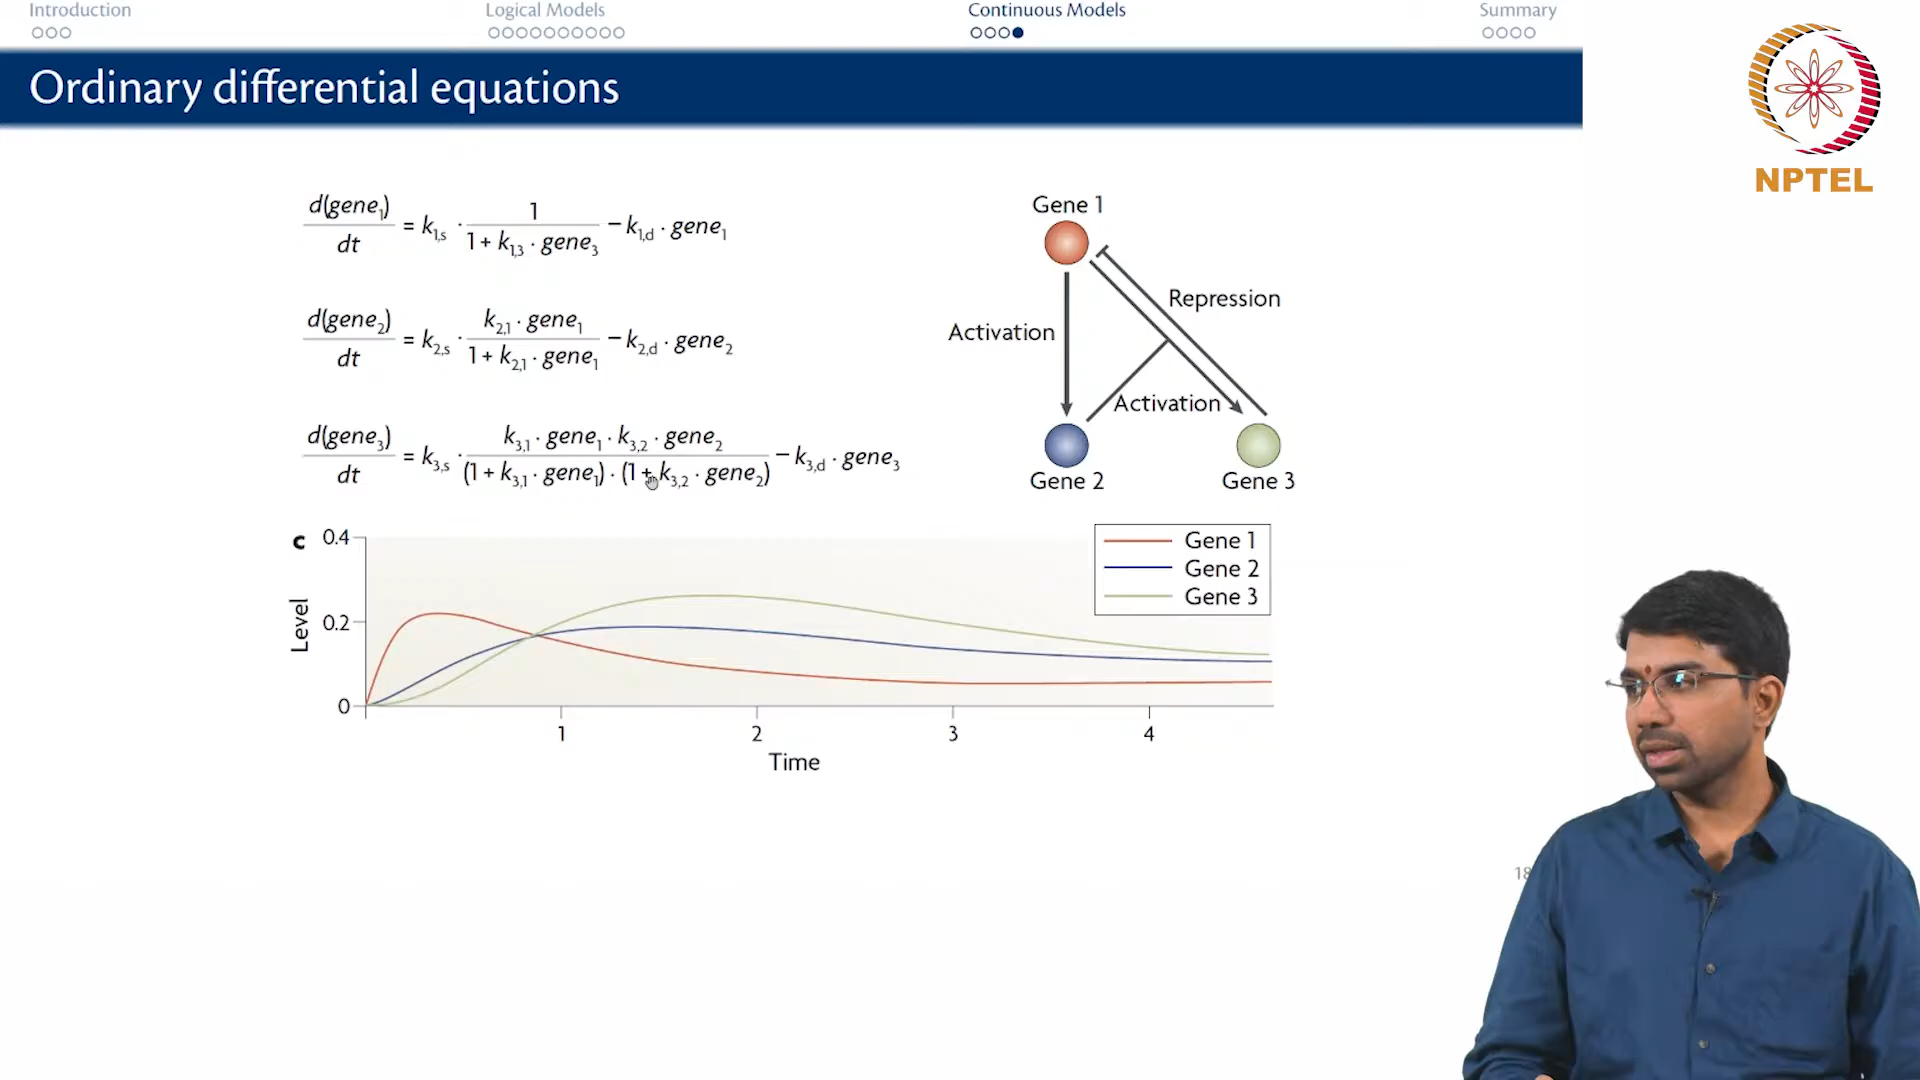 Introduction
Logical Models
Continuous Models
Summary
Ordinary differential equations
NPTEL
d(gene₁)/dt = k₁,s · 1/(1 + k₁,₃ · gene₃) − k₁,d · gene₁
d(gene₂)/dt = k₂,s · k₂,₁ · gene₁/(1 + k₂,₁ · gene₁) − k₂,d · gene₂
d(gene₃)/dt = k₃,s · k₃,₁ · gene₁ · k₃,₂ · gene₂/((1 + k₃,₁ · gene₁) · (1 + k₃,₂ · gene₂)) − k₃,d · gene₃
Gene 1
Repression
Activation
Activation
Gene 2
Gene 3
c
0.4
0.2
0
Level
Gene 1
Gene 2
Gene 3
1
2
3
4
Time
18